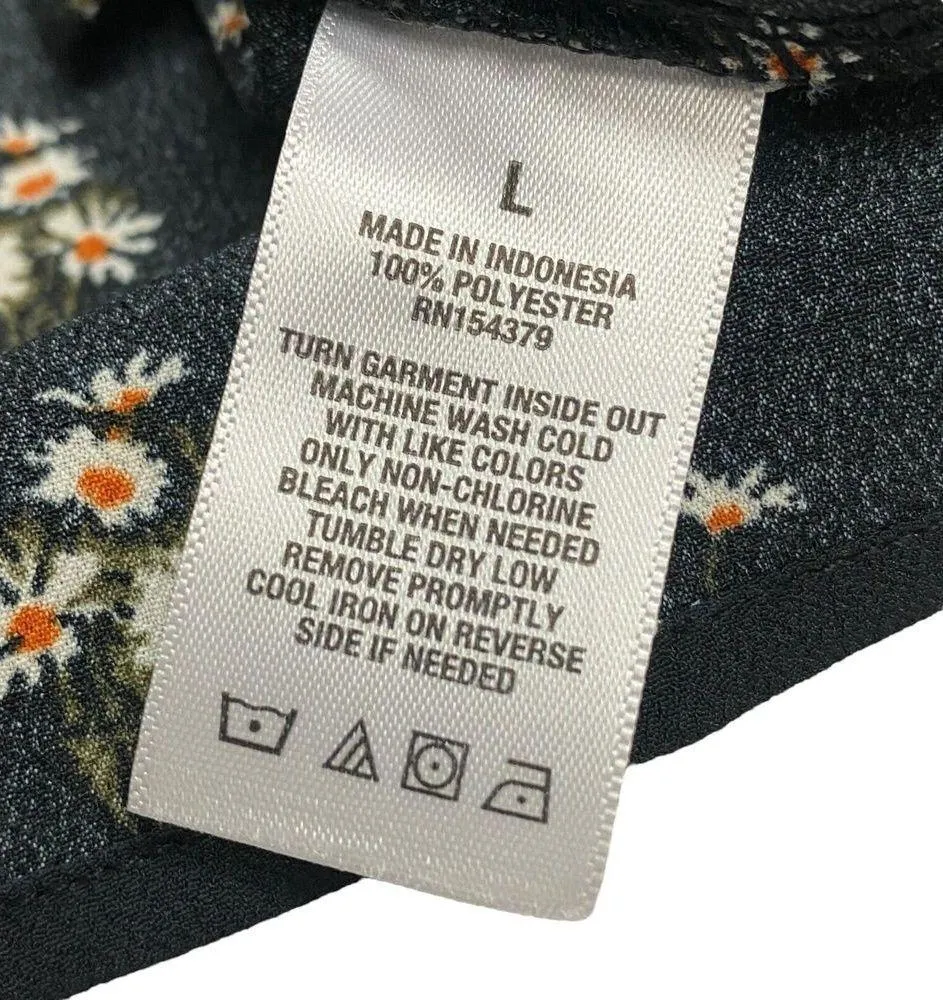 L
MADE IN INDONESIA
100% POLYESTER
RN154379
TURN GARMENT INSIDE OUT
MACHINE WASH COLD
WITH LIKE COLORS
ONLY NON-CHLORINE
BLEACH WHEN NEEDED
TUMBLE DRY LOW
REMOVE PROMPTLY
COOL IRON ON REVERSE
SIDE IF NEEDED